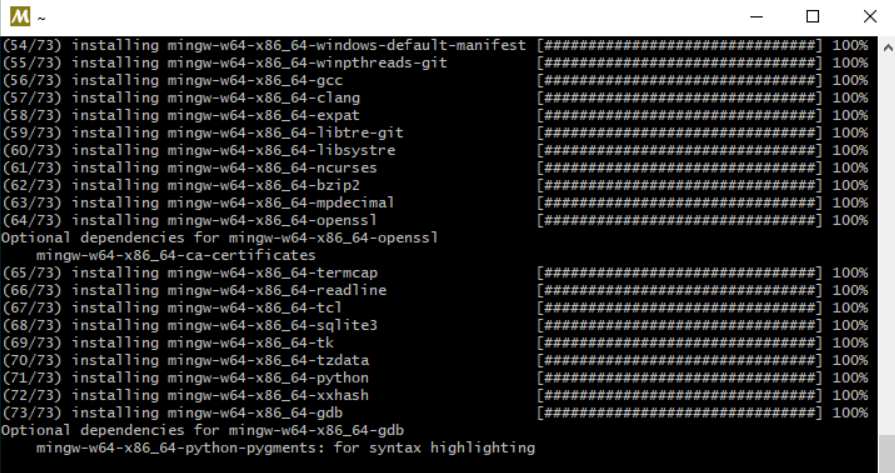 M ~
(54/73) installing mingw-w64-x86_64-windows-default-manifest [###############################] 100%
(55/73) installing mingw-w64-x86_64-winpthreads-git [###############################] 100%
(56/73) installing mingw-w64-x86_64-gcc [###############################] 100%
(57/73) installing mingw-w64-x86_64-clang [###############################] 100%
(58/73) installing mingw-w64-x86_64-expat [###############################] 100%
(59/73) installing mingw-w64-x86_64-libtre-git [###############################] 100%
(60/73) installing mingw-w64-x86_64-libsystre [###############################] 100%
(61/73) installing mingw-w64-x86_64-ncurses [###############################] 100%
(62/73) installing mingw-w64-x86_64-bzip2 [###############################] 100%
(63/73) installing mingw-w64-x86_64-mpdecimal [###############################] 100%
(64/73) installing mingw-w64-x86_64-openssl [###############################] 100%
Optional dependencies for mingw-w64-x86_64-openssl
mingw-w64-x86_64-ca-certificates
(65/73) installing mingw-w64-x86_64-termcap [###############################] 100%
(66/73) installing mingw-w64-x86_64-readline [###############################] 100%
(67/73) installing mingw-w64-x86_64-tcl [###############################] 100%
(68/73) installing mingw-w64-x86_64-sqlite3 [###############################] 100%
(69/73) installing mingw-w64-x86_64-tk [###############################] 100%
(70/73) installing mingw-w64-x86_64-tzdata [###############################] 100%
(71/73) installing mingw-w64-x86_64-python [###############################] 100%
(72/73) installing mingw-w64-x86_64-xxhash [###############################] 100%
(73/73) installing mingw-w64-x86_64-gdb [###############################] 100%
Optional dependencies for mingw-w64-x86_64-gdb
mingw-w64-x86_64-python-pygments: for syntax highlighting